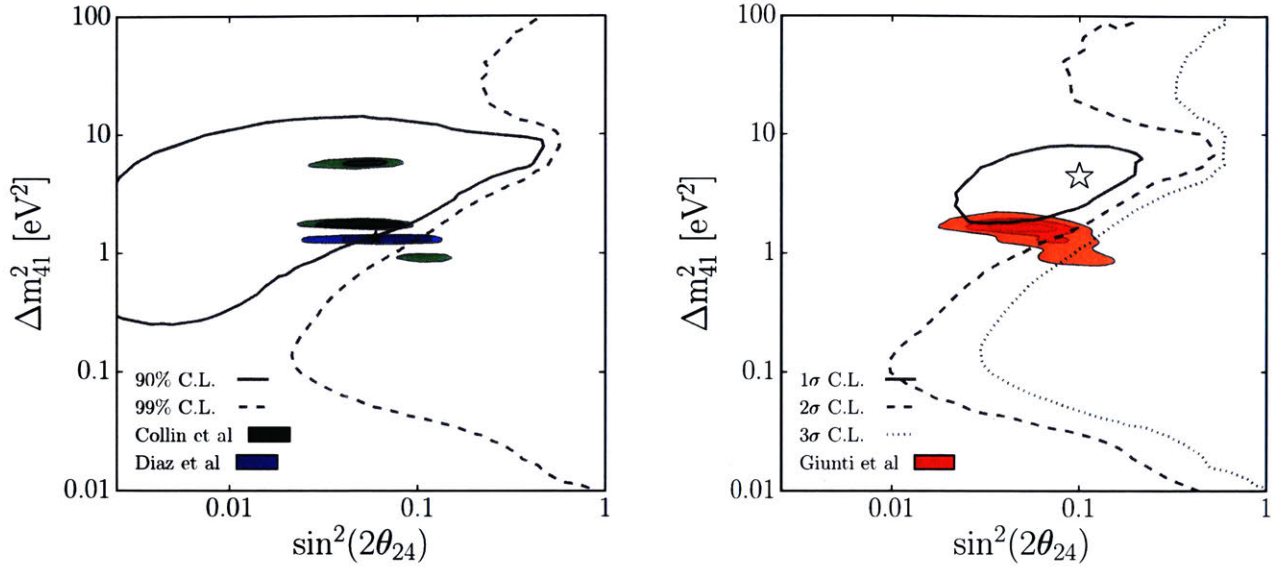 100
10
1
0.1
0.01
Δm²₄₁ [eV²]
90% C.L.
99% C.L.
Collin et al
Diaz et al
0.01
0.1
1
sin²(2θ₂₄)
100
10
1
0.1
0.01
Δm²₄₁ [eV²]
1σ C.L.
2σ C.L.
3σ C.L.
Giunti et al
0.01
0.1
1
sin²(2θ₂₄)